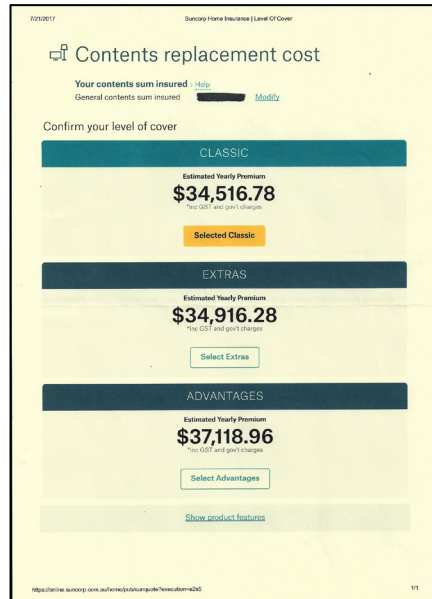 7/21/2017 Suncorp Home Insurance | Level Of Cover
Contents replacement cost
Your contents sum insured › Help
General contents sum insured Modify
Confirm your level of cover
CLASSIC
Estimated Yearly Premium
$34,516.78
*Inc GST and gov't charges
Selected Classic
EXTRAS
Estimated Yearly Premium
$34,916.28
*Inc GST and gov't charges
Select Extras
ADVANTAGES
Estimated Yearly Premium
$37,118.96
*Inc GST and gov't charges
Select Advantages
Show product features
https://online.suncorp.com.au/home/pub/sunquote?execution=e2s5 1/1